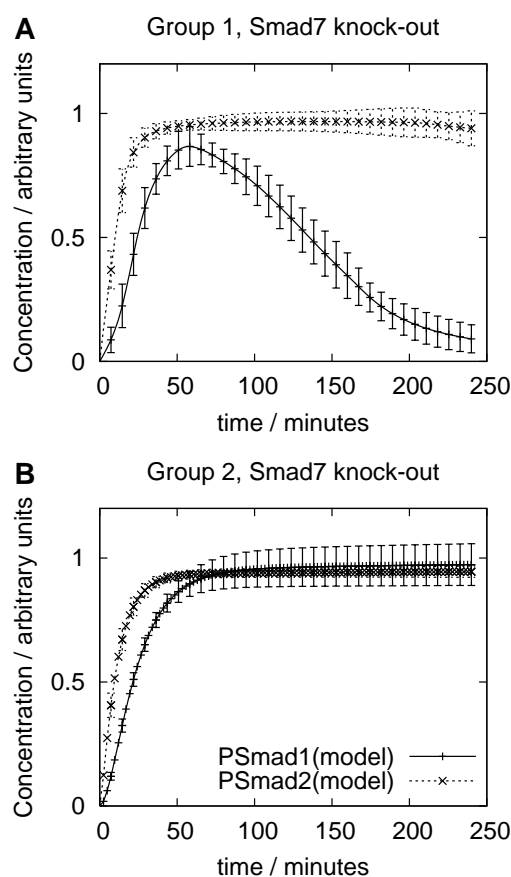 A
Group 1, Smad7 knock-out
Concentration / arbitrary units
1
0.5
0
0 50 100 150 200 250
time / minutes
B
Group 2, Smad7 knock-out
Concentration / arbitrary units
1
0.5
0
PSmad1(model)
PSmad2(model)
0 50 100 150 200 250
time / minutes